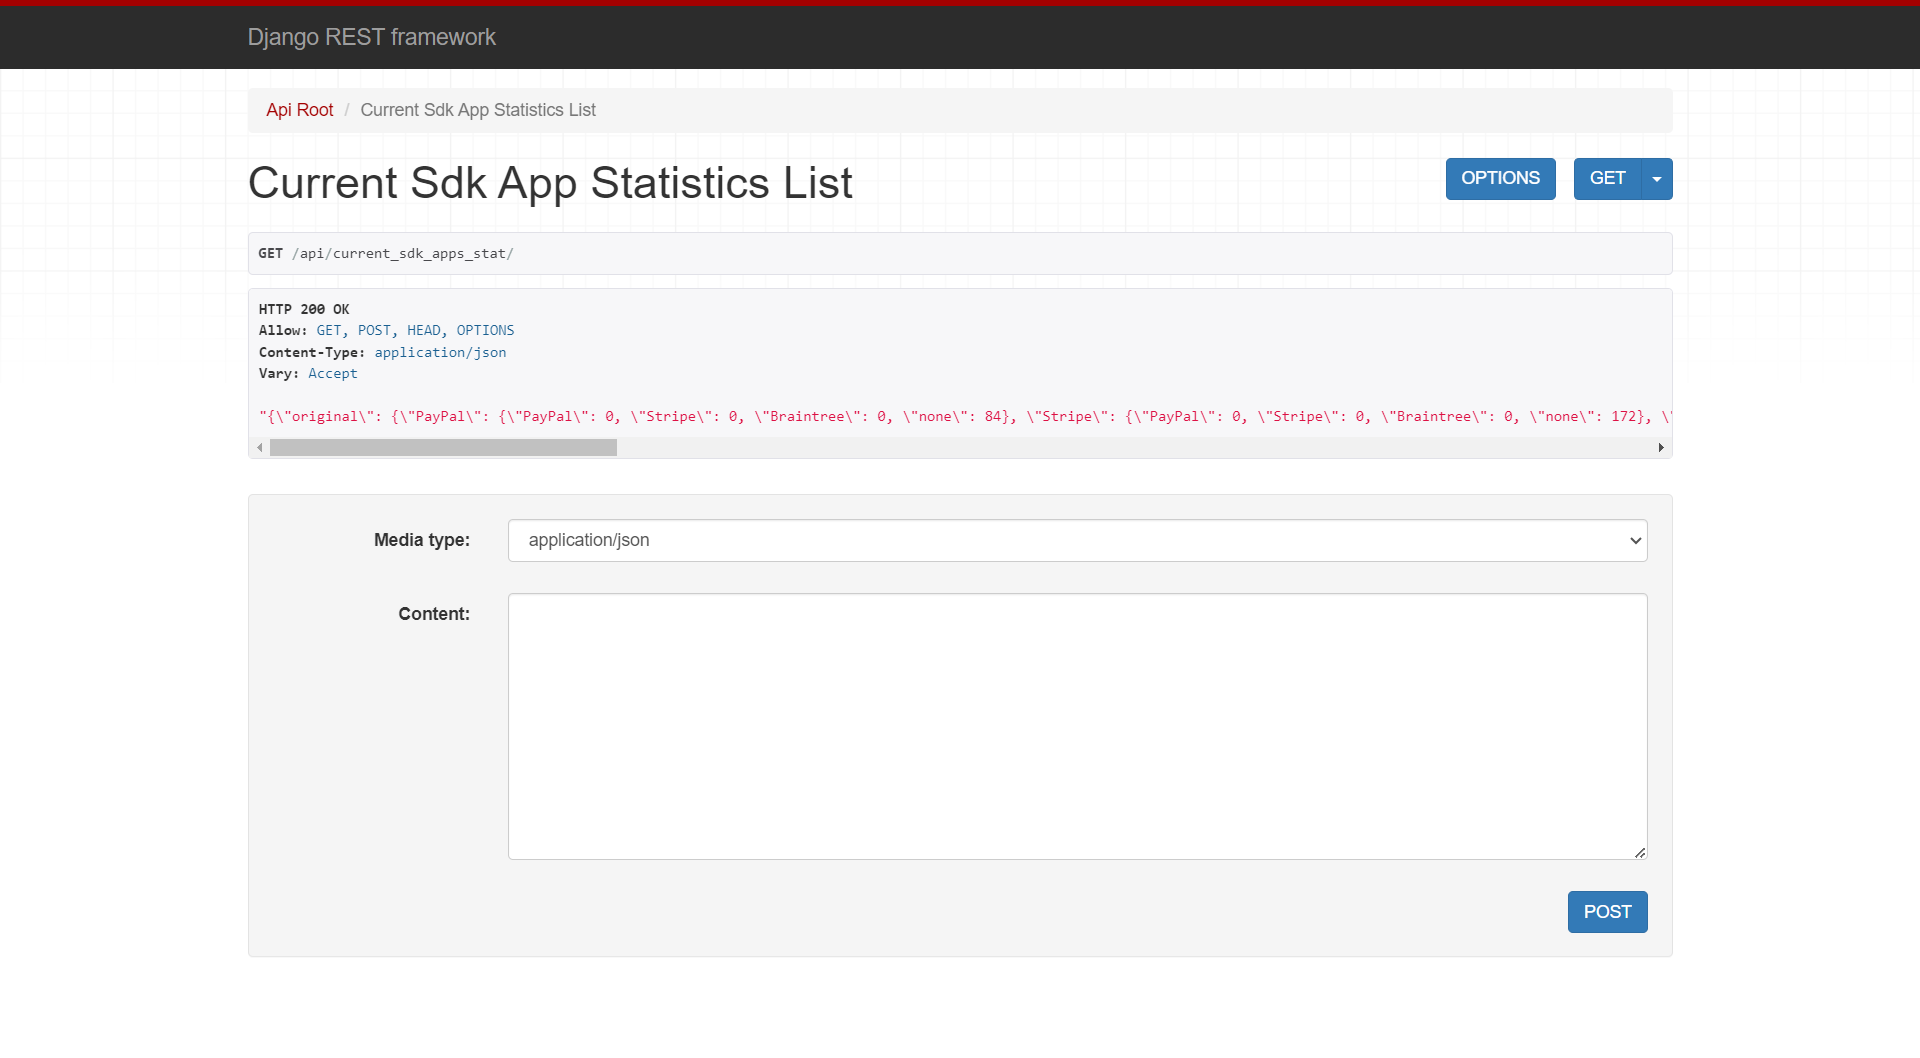 Django REST framework
Api Root / Current Sdk App Statistics List
Current Sdk App Statistics List
OPTIONS
GET
GET /api/current_sdk_apps_stat/
HTTP 200 OK
Allow: GET, POST, HEAD, OPTIONS
Content-Type: application/json
Vary: Accept
"{\"original\": {\"PayPal\": {\"PayPal\": 0, \"Stripe\": 0, \"Braintree\": 0, \"none\": 84}, \"Stripe\": {\"PayPal\": 0, \"Stripe\": 0, \"Braintree\": 0, \"none\": 172}, \"
Media type:
application/json
Content:
POST